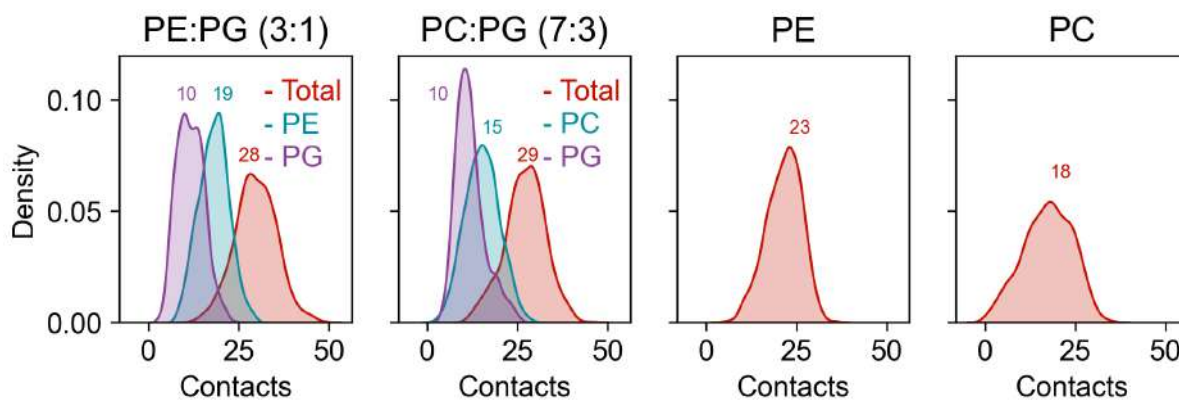 PE:PG (3:1)
PC:PG (7:3)
PE
PC
Density
0.10
0.05
0.00
10
19
28
- Total
- PE
- PG
0
25
50
Contacts
10
15
29
- Total
- PC
- PG
0
25
50
Contacts
23
0
25
50
Contacts
18
0
25
50
Contacts